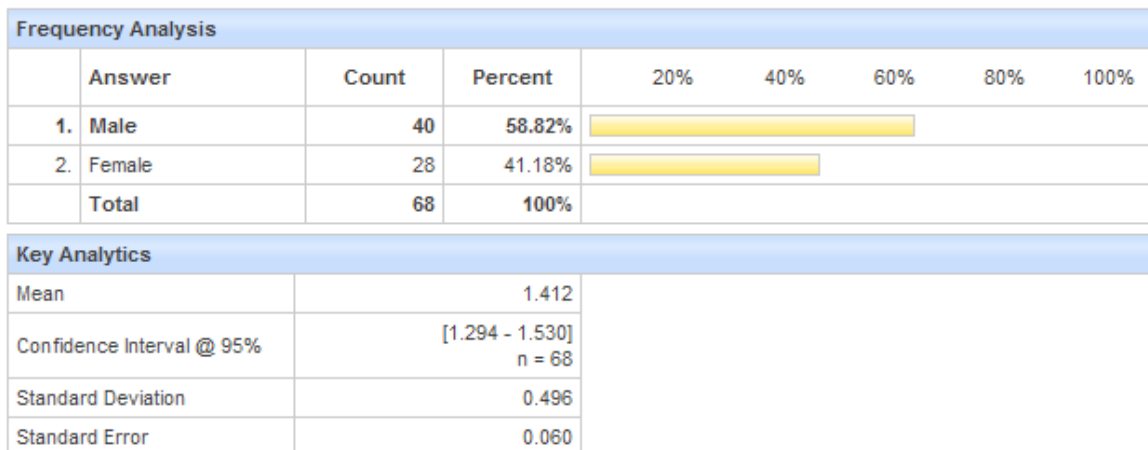 Frequency Analysis
Answer Count Percent 20% 40% 60% 80% 100%
1. Male 40 58.82%
2. Female 28 41.18%
Total 68 100%
Key Analytics
Mean 1.412
Confidence Interval @ 95% [1.294 - 1.530]
n = 68
Standard Deviation 0.496
Standard Error 0.060